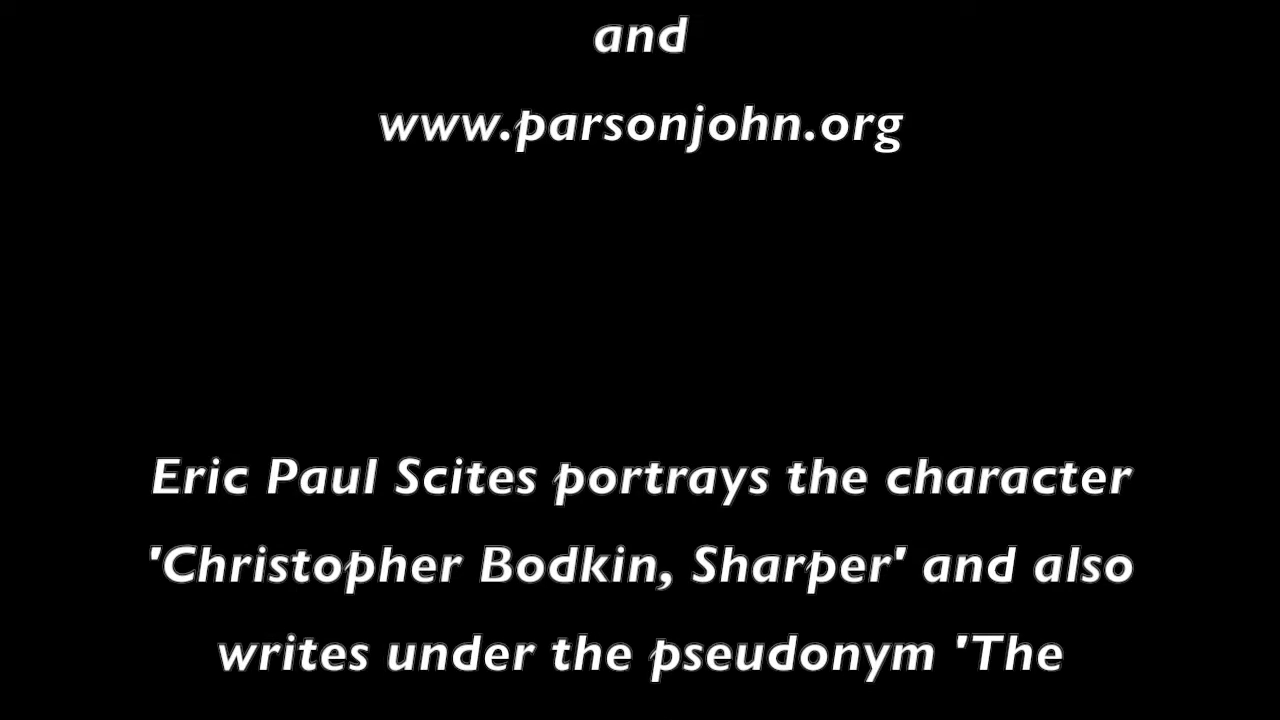 and
www.parsonjohn.org
Eric Paul Scites portrays the character
'Christopher Bodkin, Sharper' and also
writes under the pseudonym 'The